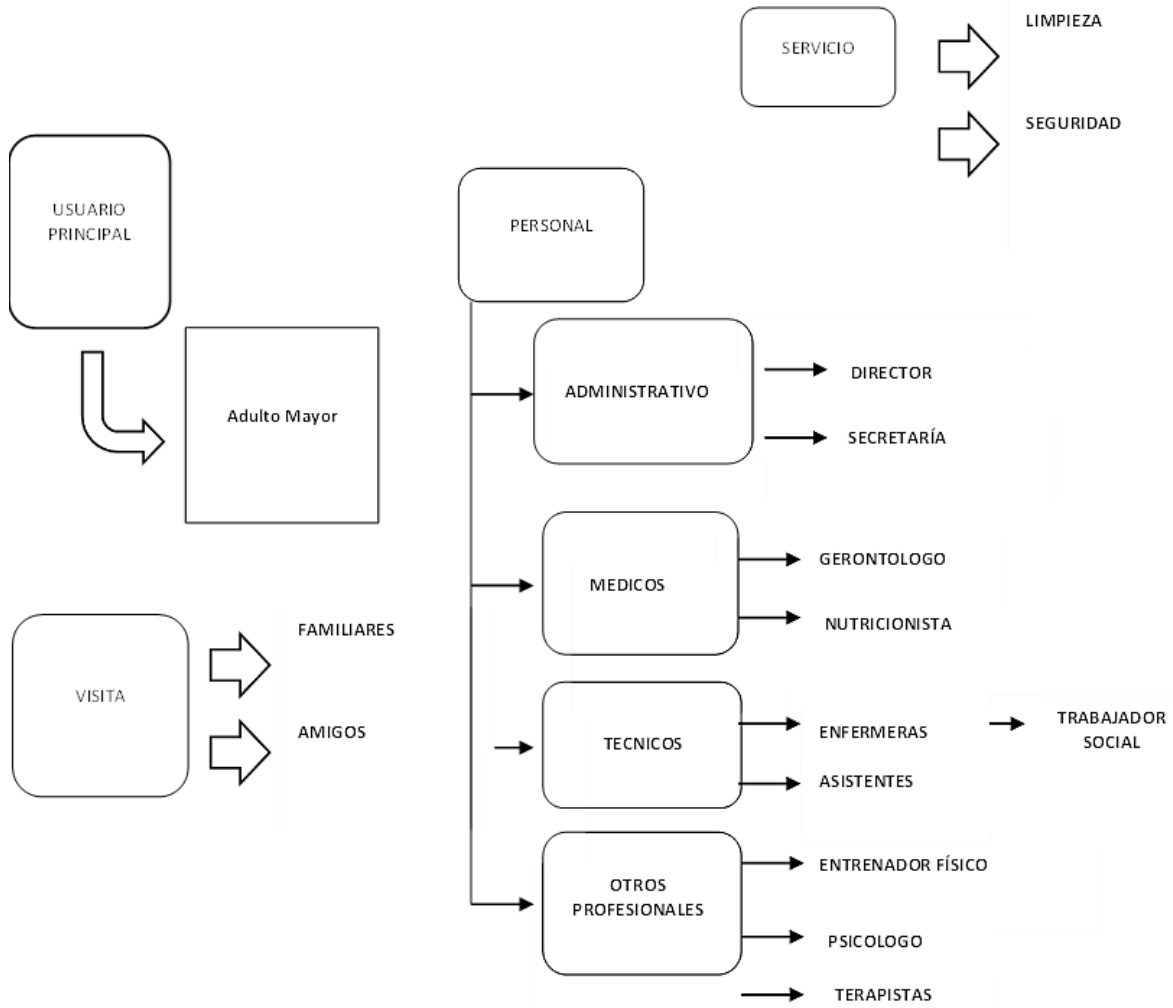 SERVICIO
LIMPIEZA
SEGURIDAD
USUARIO
PRINCIPAL
Adulto Mayor
VISITA
FAMILIARES
AMIGOS
PERSONAL
ADMINISTRATIVO
DIRECTOR
SECRETARÍA
MEDICOS
GERONTOLOGO
NUTRICIONISTA
TECNICOS
ENFERMERAS
TRABAJADOR
SOCIAL
ASISTENTES
OTROS
PROFESIONALES
ENTRENADOR FÍSICO
PSICOLOGO
TERAPISTAS